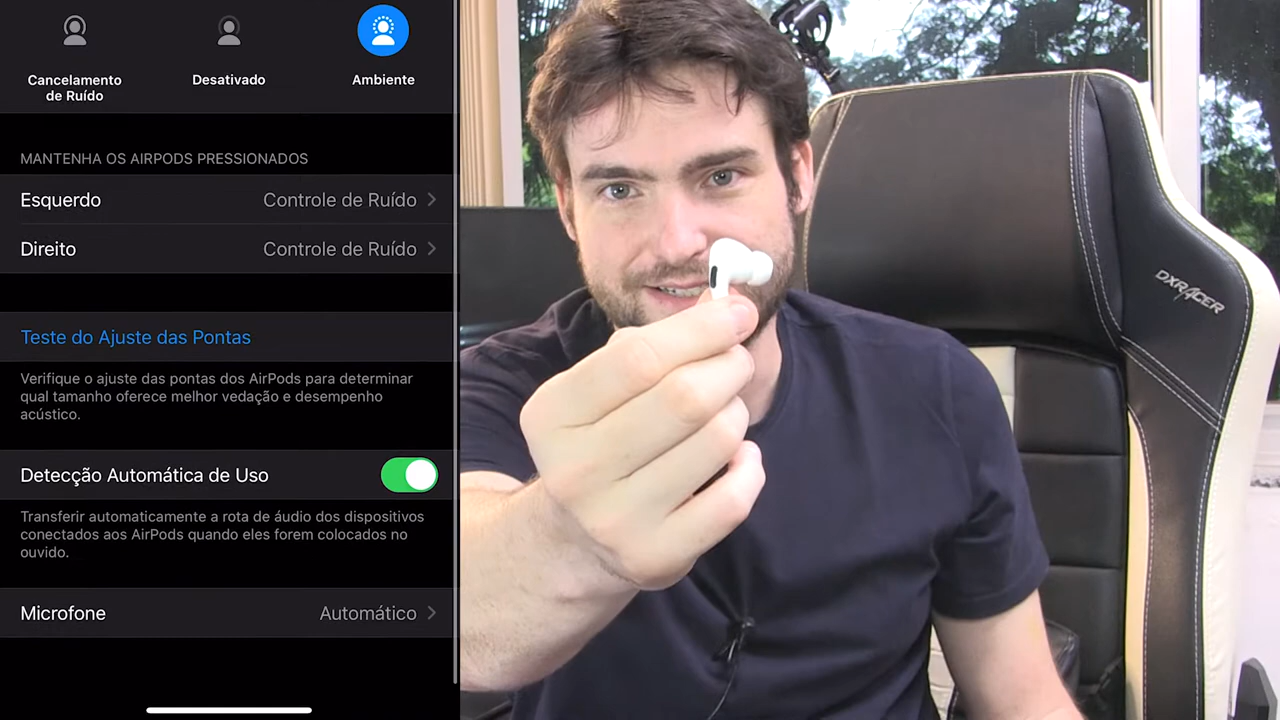 Cancelamento
de Ruído
Desativado
Ambiente
MANTENHA OS AIRPODS PRESSIONADOS
Esquerdo Controle de Ruído
Direito Controle de Ruído
Teste do Ajuste das Pontas
Verifique o ajuste das pontas dos AirPods para determinar
qual tamanho oferece melhor vedação e desempenho
acústico.
Detecção Automática de Uso
Transferir automaticamente a rota de áudio dos dispositivos
conectados aos AirPods quando eles forem colocados no
ouvido.
Microfone Automático
DXRACER